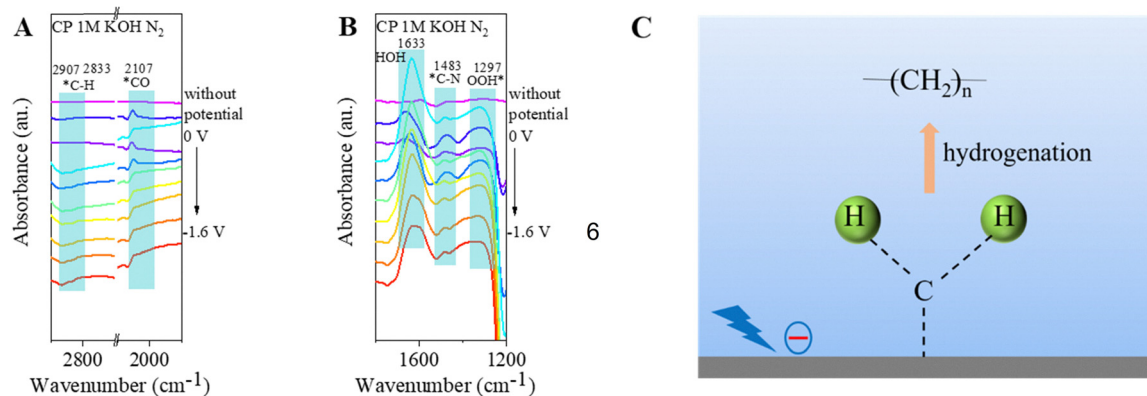 A
CP 1M KOH N2
2907 2833
*C-H
2107
*CO
without
potential
0 V
-1.6 V
Absorbance (au.)
2800
2000
Wavenumber (cm-1)
B
CP 1M KOH N2
1633
HOH
1483
*C-N
1297
OOH*
without
potential
0 V
-1.6 V
Absorbance (au.)
1600
1200
Wavenumber (cm-1)
6
C
(CH2)n
hydrogenation
H
H
C